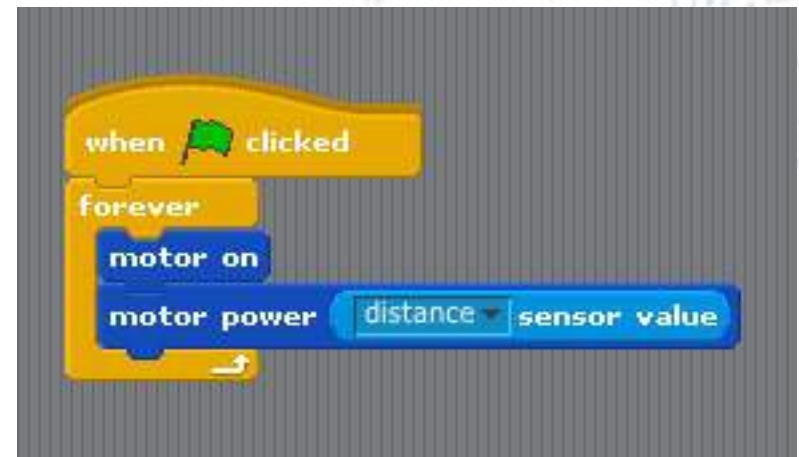 when clicked
forever
motor on
motor power distance sensor value